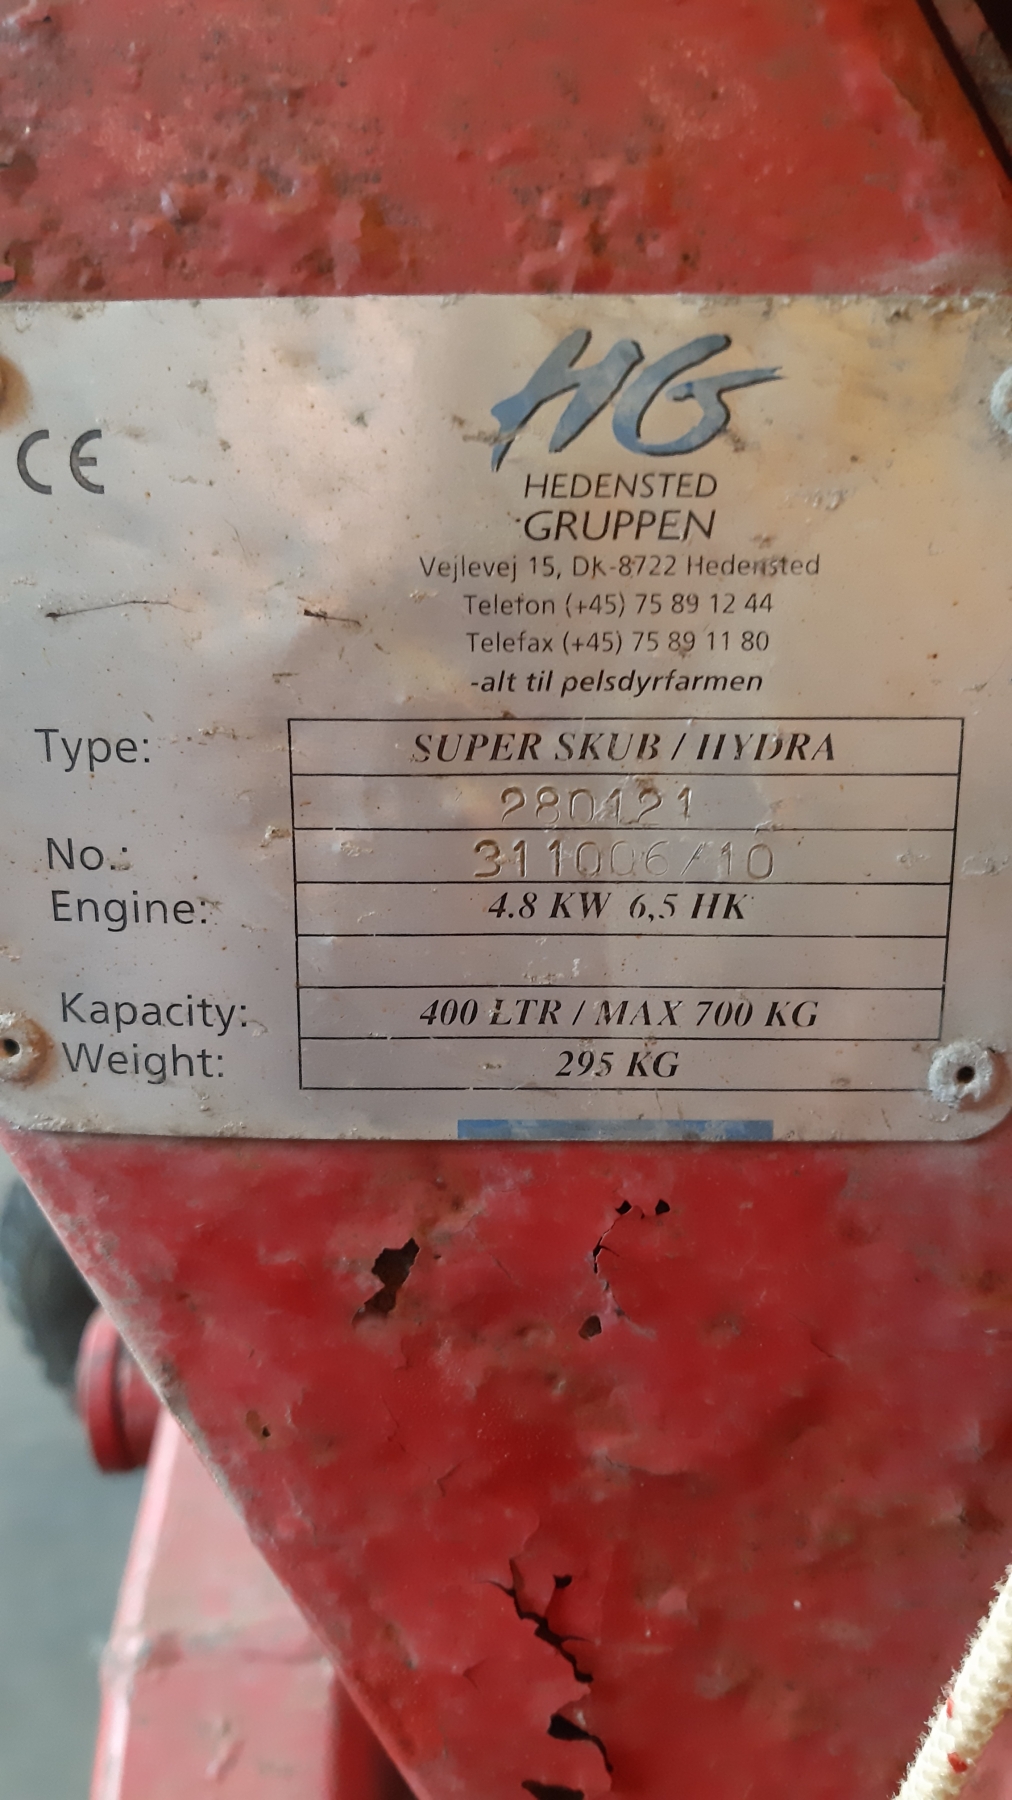 CE
HG
HEDENSTED
GRUPPEN
Vejlevej 15, DK-8722 Hedensted
Telefon (+45) 75 89 12 44
Telefax (+45) 75 89 11 80
-alt til pelsdyrfarmen
Type: SUPER SKUB / HYDRA
280121
No.: 311006/10
Engine: 4.8 KW 6,5 HK
Kapacity: 400 LTR / MAX 700 KG
Weight: 295 KG